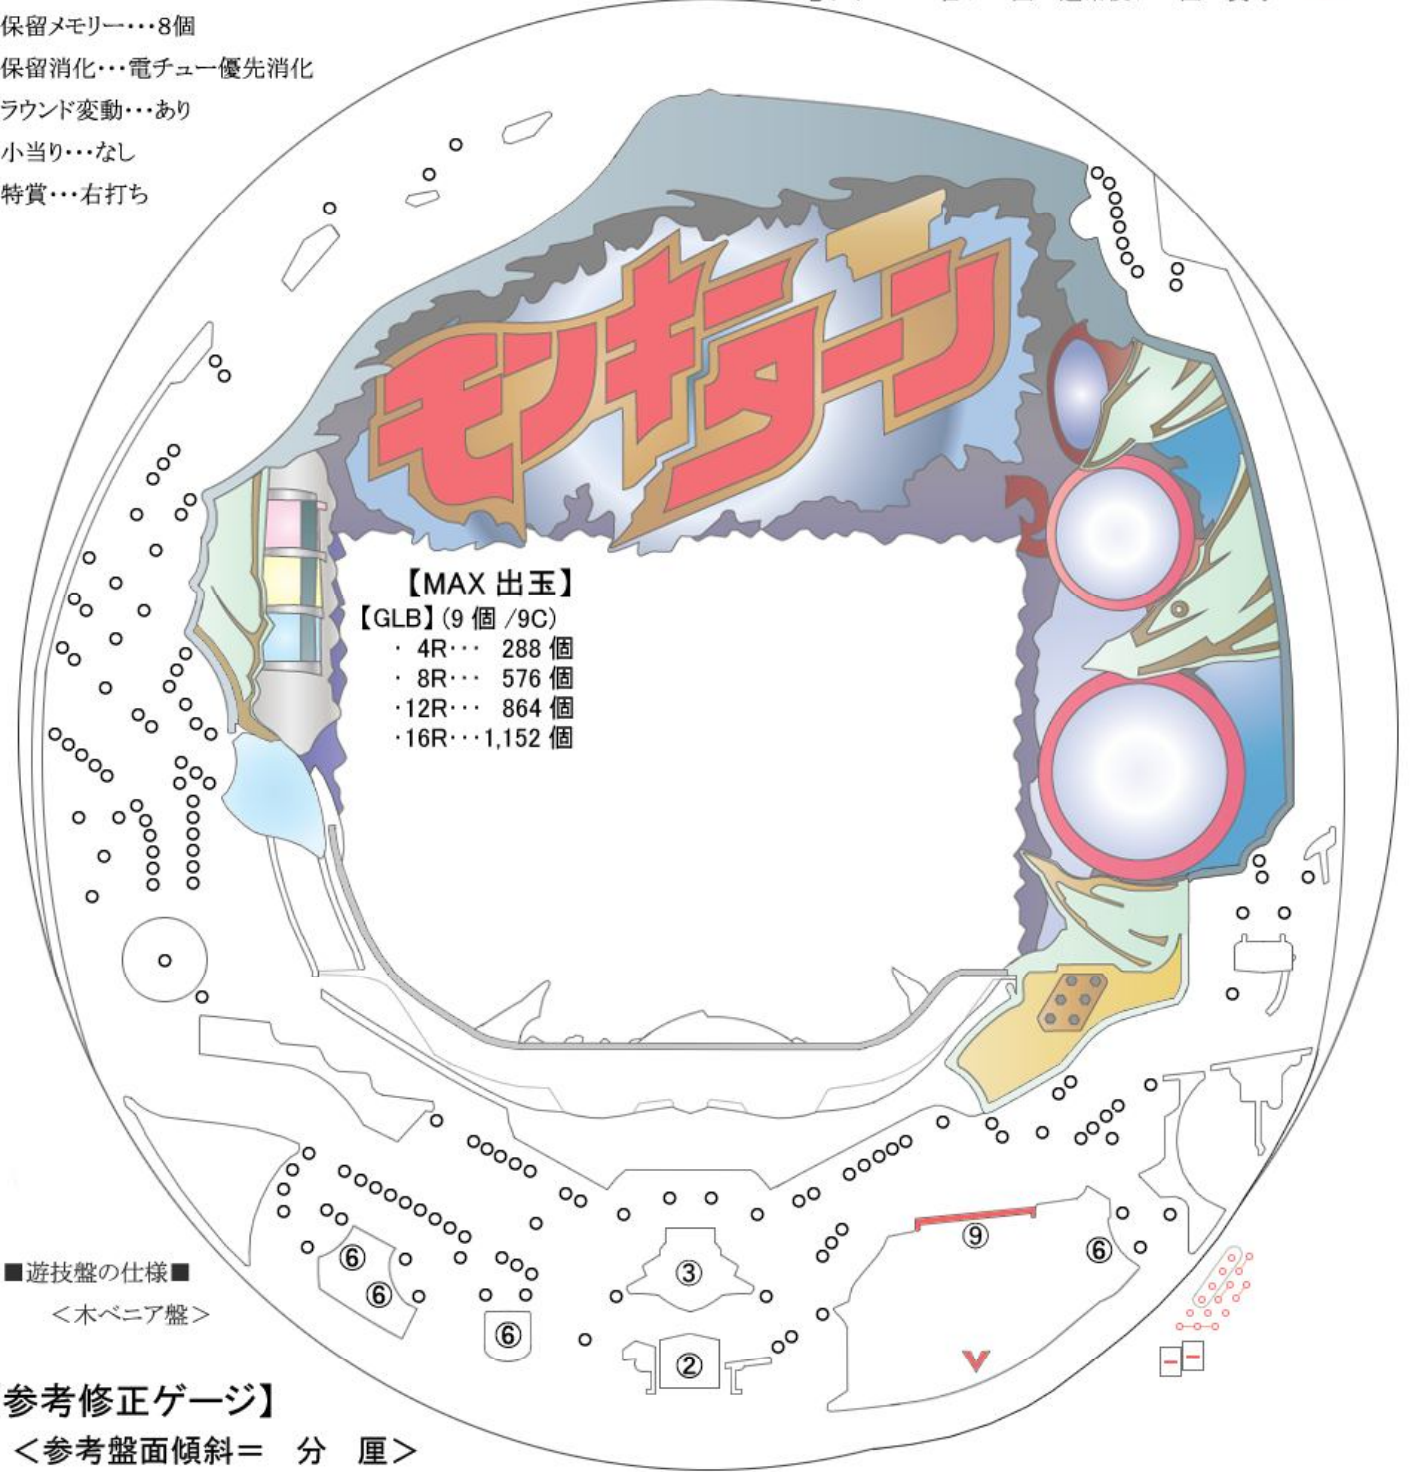 保留メモリー･･･8個
保留消化･･･電チュー優先消化
ラウンド変動･･･あり
小当り･･･なし
特賞･･･右打ち
モンキーターン
【MAX 出玉】
【GLB】(9 個 /9C)
･ 4R･･･ 288 個
･ 8R･･･ 576 個
･12R･･･ 864 個
･16R･･･1,152 個
⑨
⑥
⑥
⑥
③
⑥
②
V
■遊技盤の仕様■
＜木ベニア盤＞
参考修正ゲージ】
＜参考盤面傾斜＝ 分 厘＞